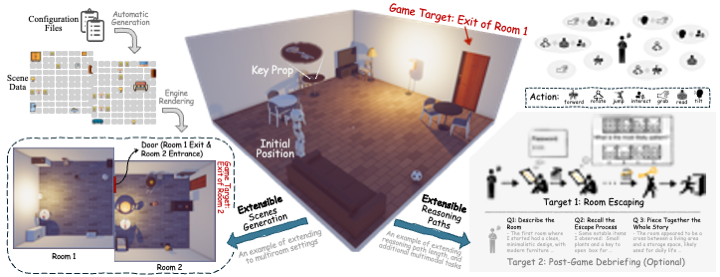 Configuration
Files
Automatic
Generation
Scene
Data
Engine
Rendering
Door (Room 1 Exit &
Room 2 Entrance)
Game Target:
Exit of Room 2
Room 1
Room 2
Game Target: Exit of Room 1
Key Prop
Initial
Position
Extensible
Scenes
Generation
An example of extending
to multiroom settings
Extensible
Reasoning
Paths
An example of extending
reasoning path length, and
additional multimodal tasks
Action:
forward
rotate
jump
interact
grab
read
tilt
Password
Target 1: Room Escaping
Q1: Describe the
Room
- The first room where
I started had a clean,
minimalistic design, with
modern furniture ...
Q2: Recall the
Escape Process
- Some notable items
I observed: Small
plants and a key to
open box for ...
Q 3: Piece Together the
Whole Story
- The room appeared to be a
cross between a living area
and a storage space, likely
used for daily life ...
Target 2: Post-Game Debriefing (Optional)